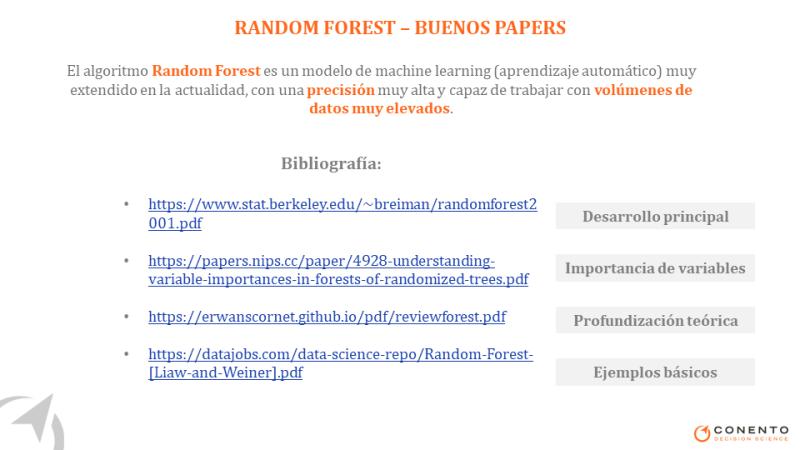 RANDOM FOREST – BUENOS PAPERS
El algoritmo Random Forest es un modelo de machine learning (aprendizaje automático) muy
extendido en la actualidad, con una precisión muy alta y capaz de trabajar con volúmenes de
datos muy elevados.
Bibliografía:
• https://www.stat.berkeley.edu/~breiman/randomforest2
001.pdf
Desarrollo principal
• https://papers.nips.cc/paper/4928-understanding-
variable-importances-in-forests-of-randomized-trees.pdf
Importancia de variables
• https://erwanscornet.github.io/pdf/reviewforest.pdf
Profundización teórica
• https://datajobs.com/data-science-repo/Random-Forest-
[Liaw-and-Weiner].pdf
Ejemplos básicos
CONENTO
DECISION SCIENCE